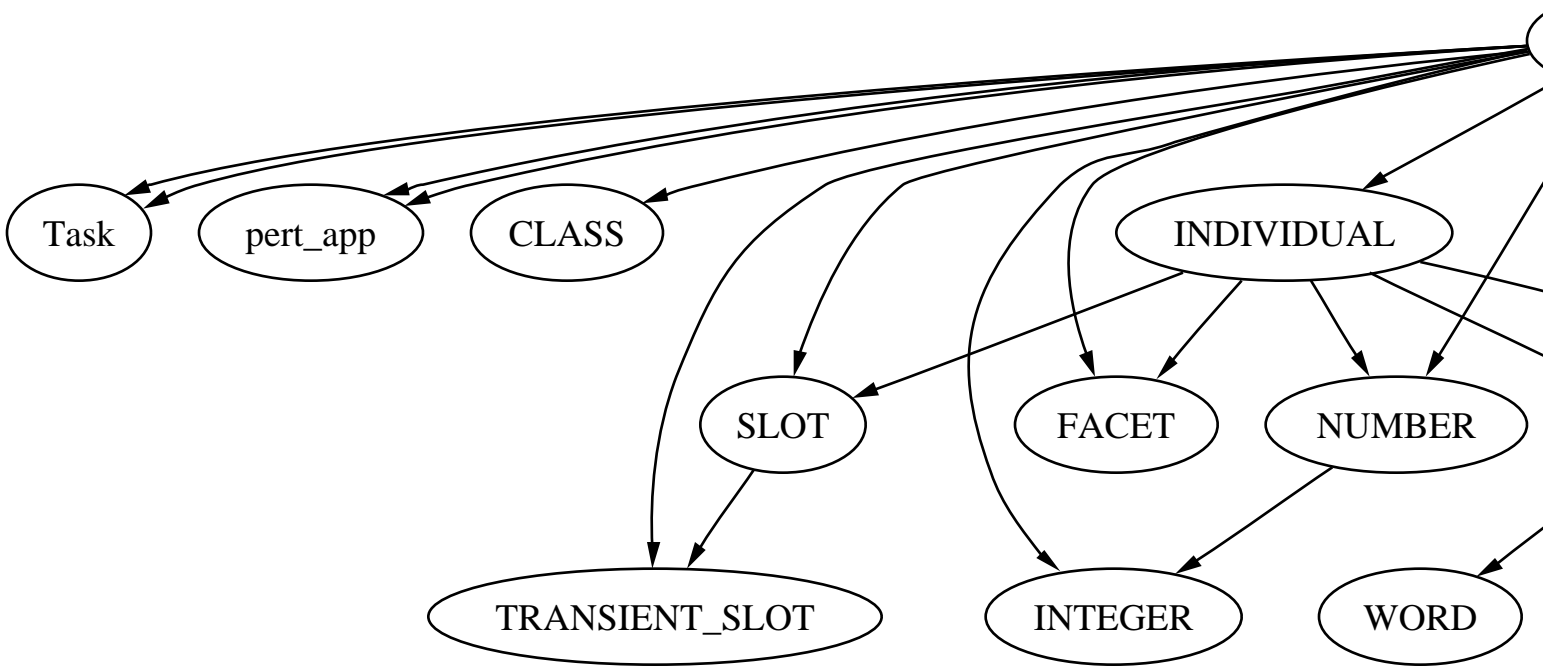 Task
pert_app
CLASS
INDIVIDUAL
SLOT
FACET
NUMBER
TRANSIENT_SLOT
INTEGER
WORD